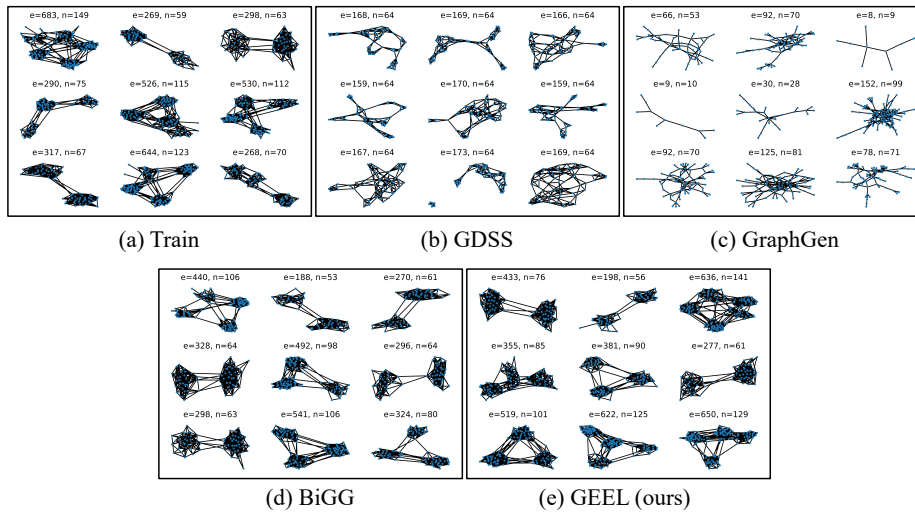 e=683, n=149 e=269, n=59 e=298, n=63
e=290, n=75 e=526, n=115 e=530, n=112
e=317, n=67 e=644, n=123 e=268, n=70
(a) Train
e=168, n=64 e=169, n=64 e=166, n=64
e=159, n=64 e=170, n=64 e=159, n=64
e=167, n=64 e=173, n=64 e=169, n=64
(b) GDSS
e=66, n=53 e=92, n=70 e=8, n=9
e=9, n=10 e=30, n=28 e=152, n=99
e=92, n=70 e=125, n=81 e=78, n=71
(c) GraphGen
e=440, n=106 e=188, n=53 e=270, n=61
e=328, n=64 e=492, n=98 e=296, n=64
e=298, n=63 e=541, n=106 e=324, n=80
(d) BiGG
e=433, n=76 e=198, n=56 e=636, n=141
e=355, n=85 e=381, n=90 e=277, n=61
e=519, n=101 e=622, n=125 e=650, n=129
(e) GEEL (ours)